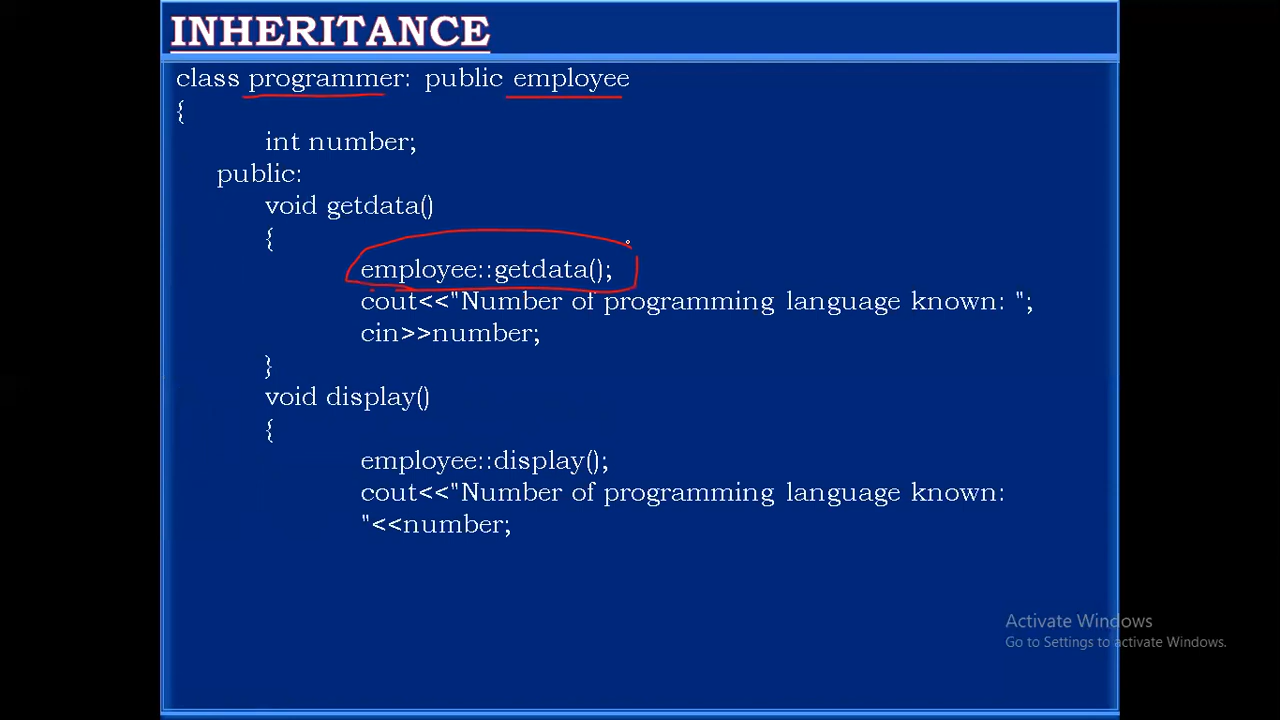 INHERITANCE
class programmer: public employee
{
int number;
public:
void getdata()
{
employee::getdata();
cout<<"Number of programming language known: ";
cin>>number;
}
void display()
{
employee::display();
cout<<"Number of programming language known:
"<<number;
Activate Windows
Go to Settings to activate Windows.